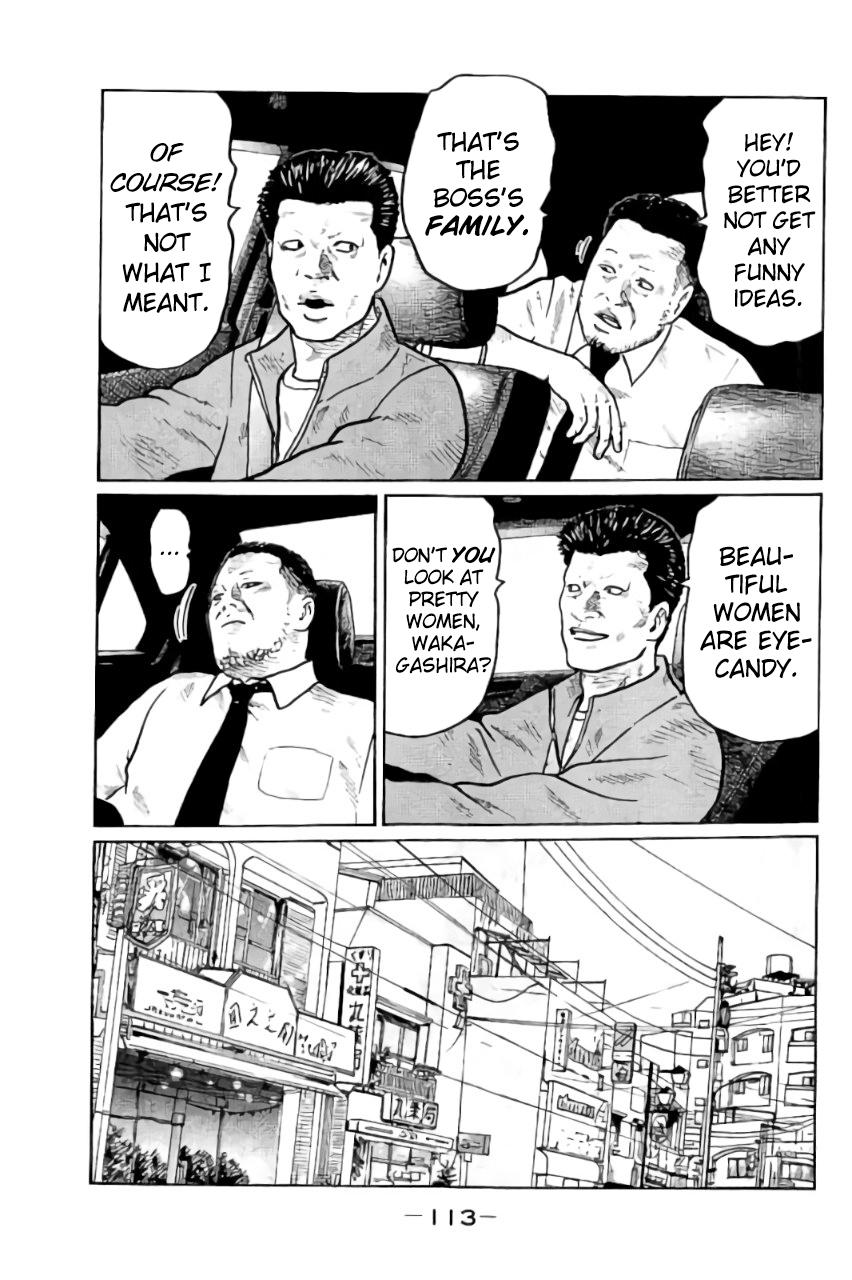 HEY!
YOU'D
BETTER
NOT GET
ANY
FUNNY
IDEAS.
THAT'S
THE
BOSS'S
FAMILY.
OF
COURSE!
THAT'S
NOT
WHAT I
MEANT.
BEAU-
TIFUL
WOMEN
ARE EYE-
CANDY.
DON'T YOU
LOOK AT
PRETTY
WOMEN,
WAKA-
GASHIRA?
...
-113-